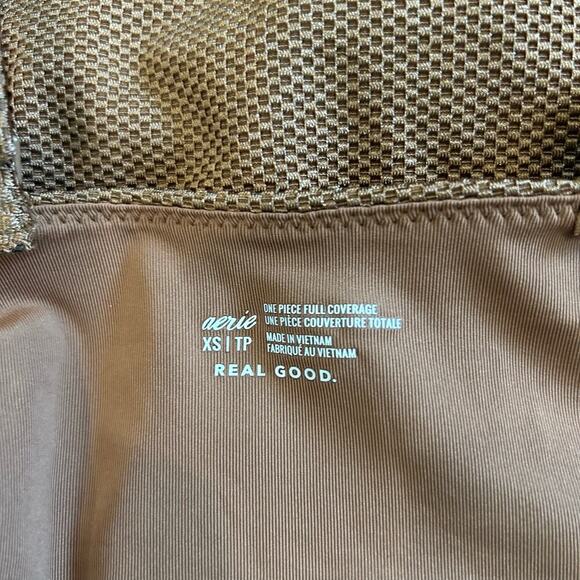 aerie ONE PIECE FULL COVERAGE
UNE PIÈCE COUVERTURE TOTALE
XS | TP MADE IN VIETNAM
FABRIQUÉ AU VIETNAM
REAL GOOD.